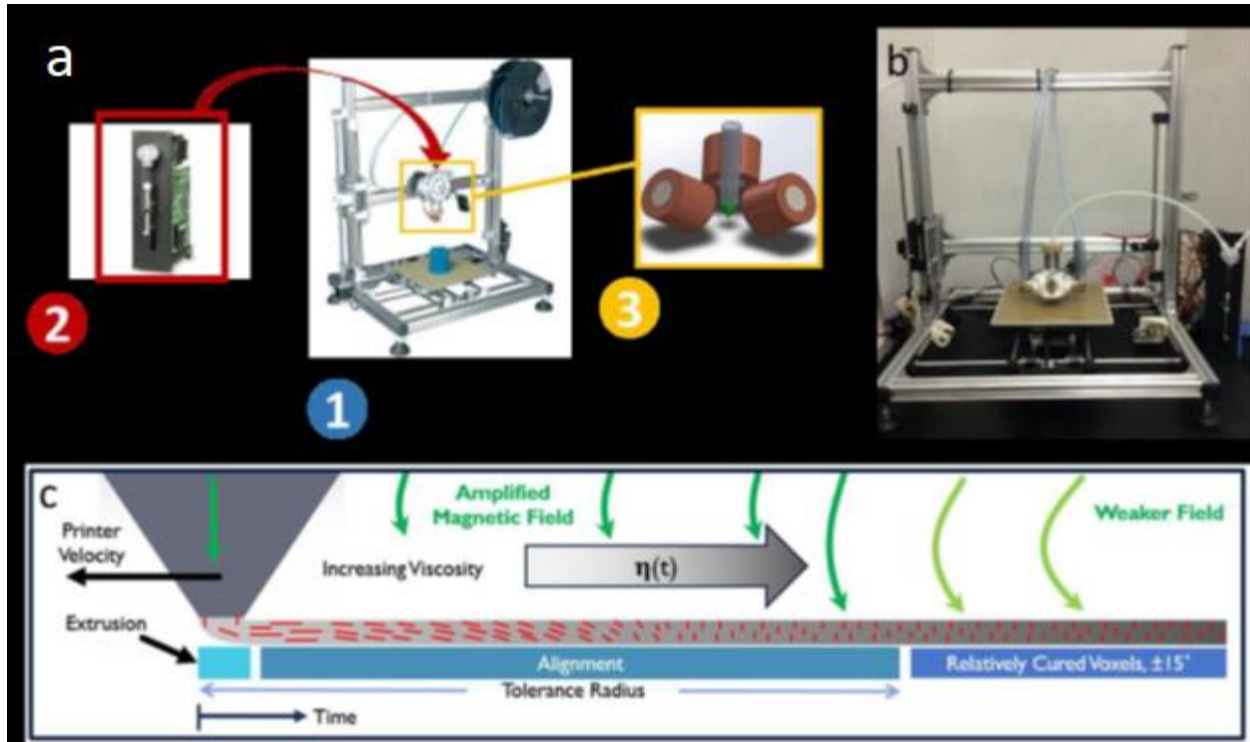 a
b
2
1
3
c
Printer
Velocity
Extrusion
Amplified
Magnetic Field
Increasing Viscosity
η(t)
Weaker Field
Alignment
Relatively Cured Voxels, ±15°
Tolerance Radius
Time